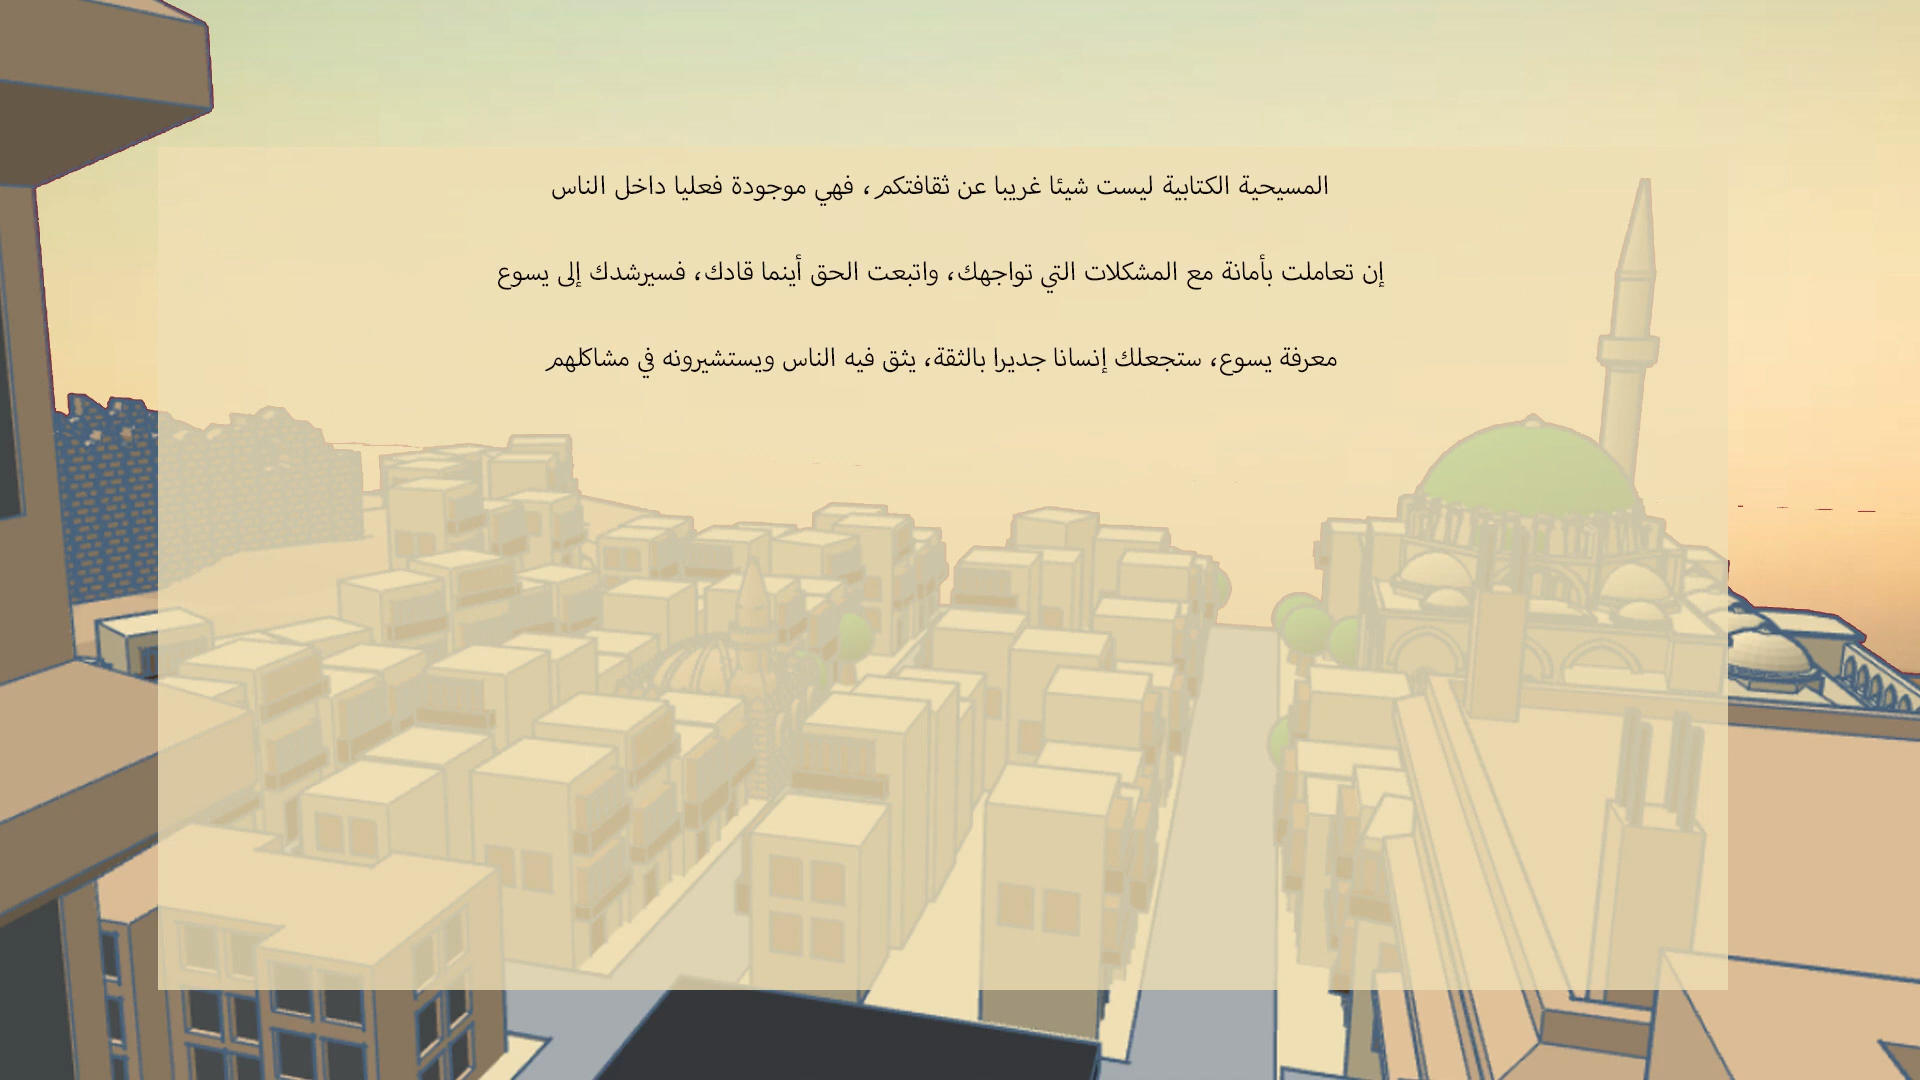 المسيحية الكتابية ليست شيئا غريبا عن ثقافتكم، فهي موجودة فعليا داخل الناس
إن تعاملت بأمانة مع المشكلات التي تواجهك، واتبعت الحق أينما قادك، فسيرشدك إلى يسوع
معرفة يسوع، ستجعلك إنسانا جديرا بالثقة، يثق فيه الناس ويستشيرونه في مشاكلهم